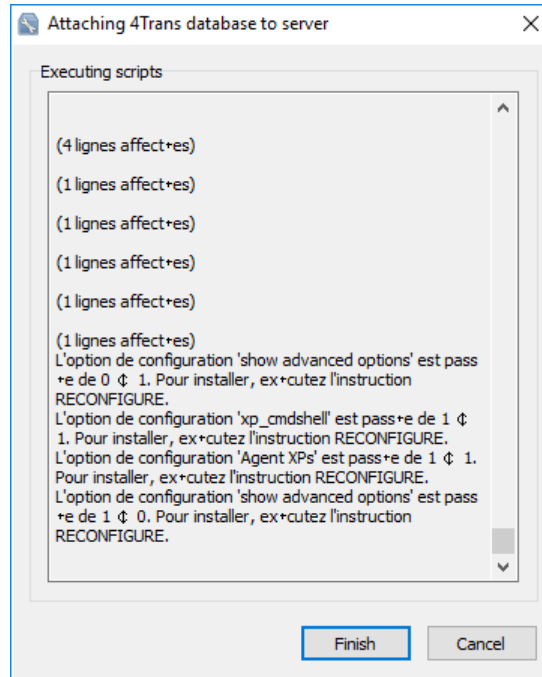 Attaching 4Trans database to server
Executing scripts
(4 lignes affect+es)
(1 lignes affect+es)
(1 lignes affect+es)
(1 lignes affect+es)
(1 lignes affect+es)
(1 lignes affect+es)
L'option de configuration 'show advanced options' est pass
+e de 0 ¢ 1. Pour installer, ex+cutez l'instruction
RECONFIGURE.
L'option de configuration 'xp_cmdshell' est pass+e de 1 ¢
1. Pour installer, ex+cutez l'instruction RECONFIGURE.
L'option de configuration 'Agent XPs' est pass+e de 1 ¢ 1.
Pour installer, ex+cutez l'instruction RECONFIGURE.
L'option de configuration 'show advanced options' est pass
+e de 1 ¢ 0. Pour installer, ex+cutez l'instruction
RECONFIGURE.
Finish
Cancel